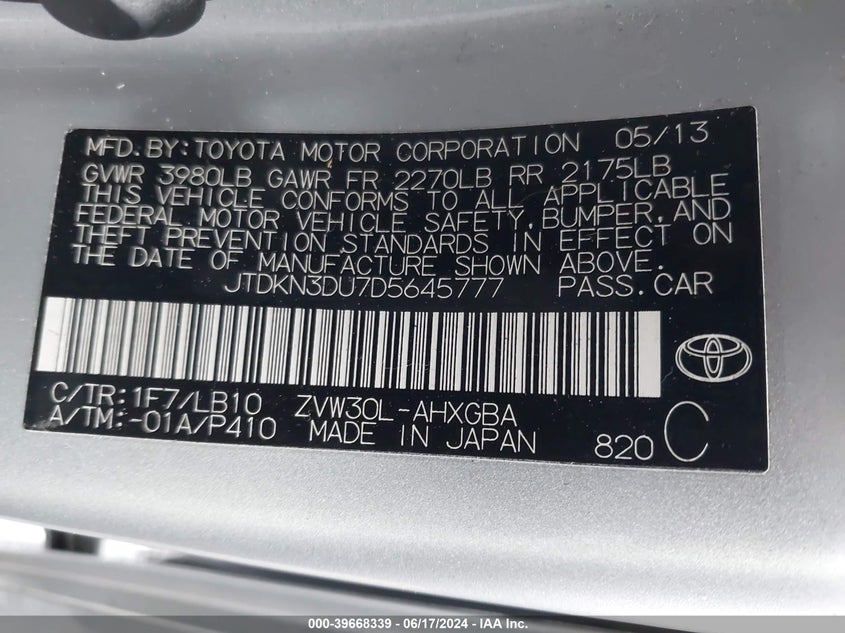 MFD.BY:TOYOTA MOTOR CORPORATION 05/13
GVWR 3980LB GAWR FR 2270LB RR 2175LB
THIS VEHICLE CONFORMS TO ALL APPLICABLE
FEDERAL MOTOR VEHICLE SAFETY,BUMPER,AND
THEFT PREVENTION STANDARDS IN EFFECT ON
THE DATE OF MANUFACTURE SHOWN ABOVE.
JTDKN3DU7D5645777 PASS.CAR
C/TR:1F7/LB10 ZVW30L-AHXGBA
A/TM:-01A/P410 MADE IN JAPAN 820 C
000-39668339 - 06/17/2024 - IAA Inc.